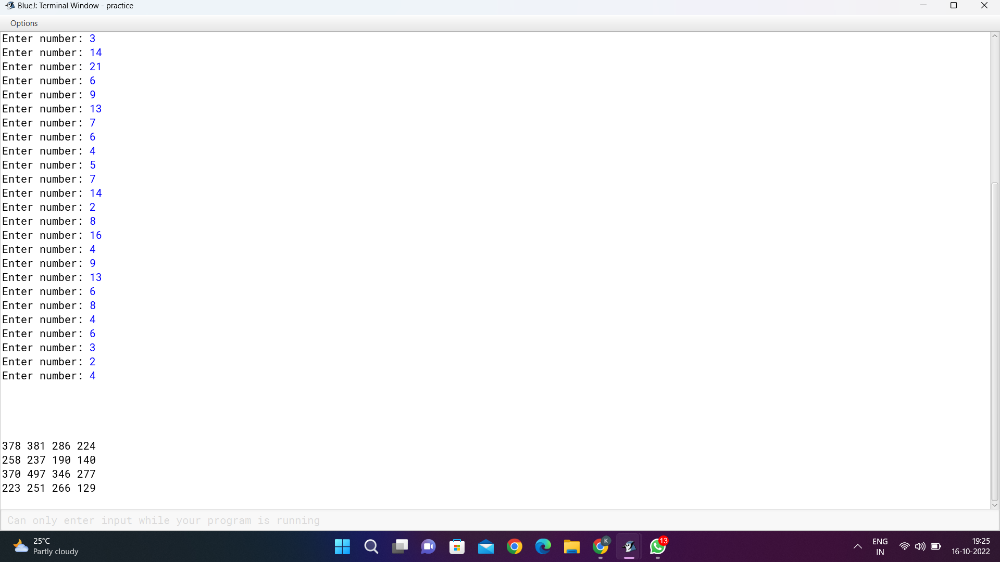 BlueJ: Terminal Window - practice
Options
Enter number: 3
Enter number: 14
Enter number: 21
Enter number: 6
Enter number: 9
Enter number: 13
Enter number: 7
Enter number: 6
Enter number: 4
Enter number: 5
Enter number: 7
Enter number: 14
Enter number: 2
Enter number: 8
Enter number: 16
Enter number: 4
Enter number: 9
Enter number: 13
Enter number: 6
Enter number: 8
Enter number: 4
Enter number: 6
Enter number: 3
Enter number: 2
Enter number: 4
378 381 286 224
258 237 190 140
370 497 346 277
223 251 266 129
Can only enter input while your program is running
25°C
Partly cloudy
K
13
ENG
IN
19:25
16-10-2022